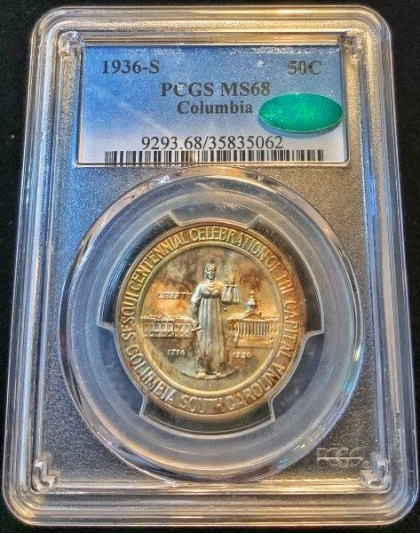 1936-S 50C
PCGS MS68
Columbia
9293.68/35835062
SESQUICENTENNIAL CELEBRATION OF THE CAPITAL
COLUMBIA SOUTH CAROLINA
LIBERTY
1786 1936
PCGS